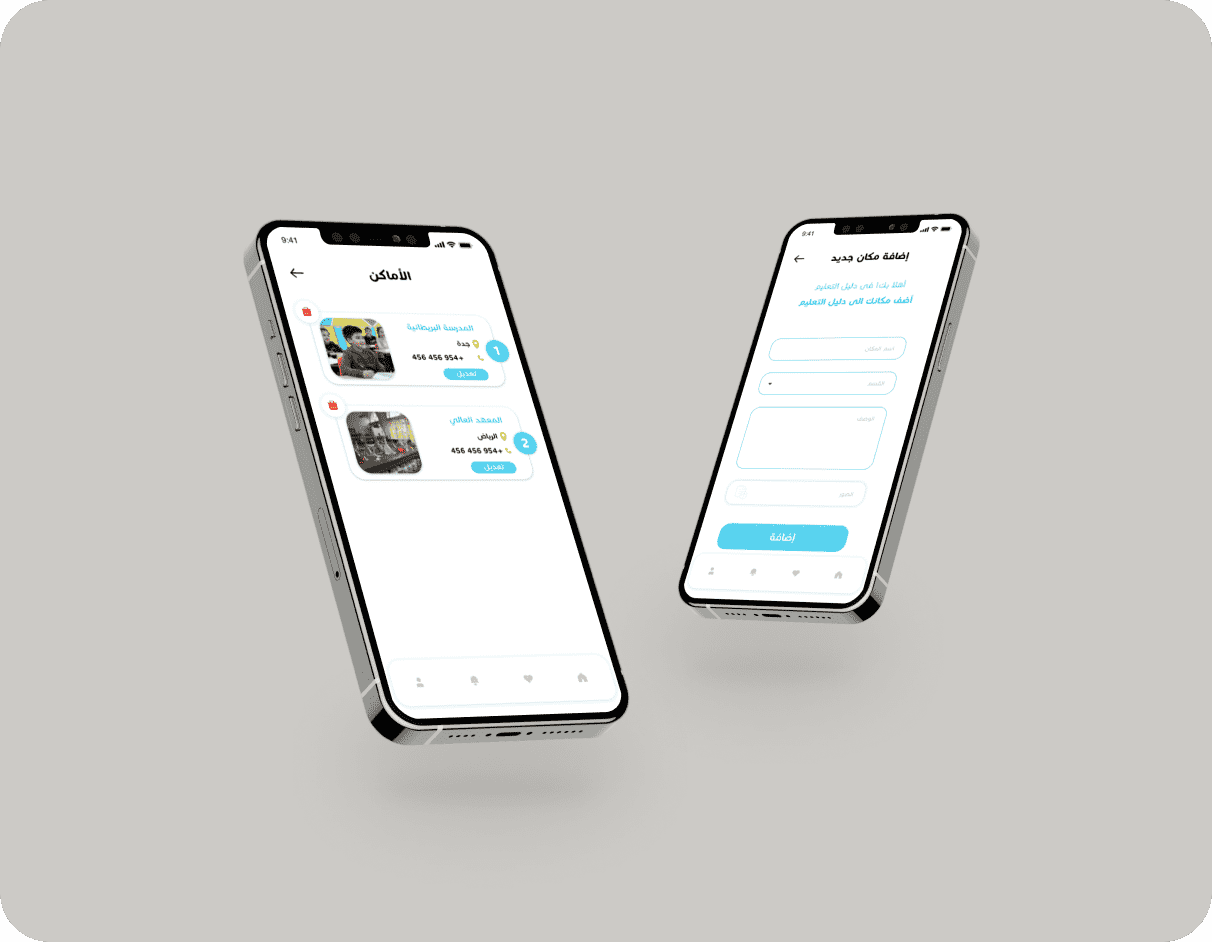 9:41
الأماكن
المدرسة البريطانية
جدة
1
+954 456 456
تعديل
المعهد العالي
الرياض
2
+954 456 456
تعديل
9:41
إضافة مكان جديد
أهلا بك! في دليل التعليم
أضف مكانك الى دليل التعليم
اسم المكان
القسم
الوصف
الصور
إضافة